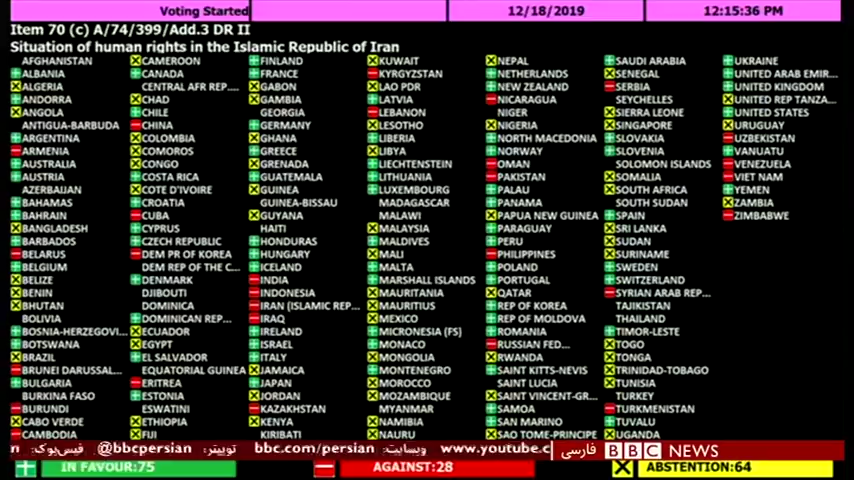 Voting Started
12/18/2019
12:15:36 PM
Item 70 (c) A/74/399/Add.3 DR II
Situation of human rights in the Islamic Republic of Iran
AFGHANISTAN
ALBANIA
ALGERIA
ANDORRA
ANGOLA
ANTIGUA-BARBUDA
ARGENTINA
ARMENIA
AUSTRALIA
AUSTRIA
AZERBAIJAN
BAHAMAS
BAHRAIN
BANGLADESH
BARBADOS
BELARUS
BELGIUM
BELIZE
BENIN
BHUTAN
BOLIVIA
BOSNIA-HERZEGOVI...
BOTSWANA
BRAZIL
BRUNEI DARUSSAL...
BULGARIA
BURKINA FASO
BURUNDI
CABO VERDE
CAMBODIA
CAMEROON
CANADA
CENTRAL AFR REP...
CHAD
CHILE
CHINA
COLOMBIA
COMOROS
CONGO
COSTA RICA
COTE D'IVOIRE
CROATIA
CUBA
CYPRUS
CZECH REPUBLIC
DEM PR OF KOREA
DEM REP OF THE C...
DENMARK
DJIBOUTI
DOMINICA
DOMINICAN REP...
ECUADOR
EGYPT
EL SALVADOR
EQUATORIAL GUINEA
ERITREA
ESTONIA
ESWATINI
ETHIOPIA
FIJI
FINLAND
FRANCE
GABON
GAMBIA
GEORGIA
GERMANY
GHANA
GREECE
GRENADA
GUATEMALA
GUINEA
GUINEA-BISSAU
GUYANA
HAITI
HONDURAS
HUNGARY
ICELAND
INDIA
INDONESIA
IRAN (ISLAMIC REP...
IRAQ
IRELAND
ISRAEL
ITALY
JAMAICA
JAPAN
JORDAN
KAZAKHSTAN
KENYA
KIRIBATI
KUWAIT
KYRGYZSTAN
LAO PDR
LATVIA
LEBANON
LESOTHO
LIBERIA
LIBYA
LIECHTENSTEIN
LITHUANIA
LUXEMBOURG
MADAGASCAR
MALAWI
MALAYSIA
MALDIVES
MALI
MALTA
MARSHALL ISLANDS
MAURITANIA
MAURITIUS
MEXICO
MICRONESIA (FS)
MONACO
MONGOLIA
MONTENEGRO
MOROCCO
MOZAMBIQUE
MYANMAR
NAMIBIA
NAURU
NEPAL
NETHERLANDS
NEW ZEALAND
NICARAGUA
NIGER
NIGERIA
NORTH MACEDONIA
NORWAY
OMAN
PAKISTAN
PALAU
PANAMA
PAPUA NEW GUINEA
PARAGUAY
PERU
PHILIPPINES
POLAND
PORTUGAL
QATAR
REP OF KOREA
REP OF MOLDOVA
ROMANIA
RUSSIAN FED...
RWANDA
SAINT KITTS-NEVIS
SAINT LUCIA
SAINT VINCENT-GR...
SAMOA
SAN MARINO
SAO TOME-PRINCIPE
SAUDI ARABIA
SENEGAL
SERBIA
SEYCHELLES
SIERRA LEONE
SINGAPORE
SLOVAKIA
SLOVENIA
SOLOMON ISLANDS
SOMALIA
SOUTH AFRICA
SOUTH SUDAN
SPAIN
SRI LANKA
SUDAN
SURINAME
SWEDEN
SWITZERLAND
SYRIAN ARAB REP...
TAJIKISTAN
THAILAND
TIMOR-LESTE
TOGO
TONGA
TRINIDAD-TOBAGO
TUNISIA
TURKEY
TURKMENISTAN
TUVALU
UGANDA
UKRAINE
UNITED ARAB EMIR...
UNITED KINGDOM
UNITED REP TANZA...
UNITED STATES
URUGUAY
UZBEKISTAN
VANUATU
VENEZUELA
VIET NAM
YEMEN
ZAMBIA
ZIMBABWE
www.youtube.c وبسایت: bbc.com/persian توییتر: @bbcpersian فیس‌بوک:
فارسی BBC NEWS
IN FAVOUR:75
AGAINST:28
ABSTENTION:64